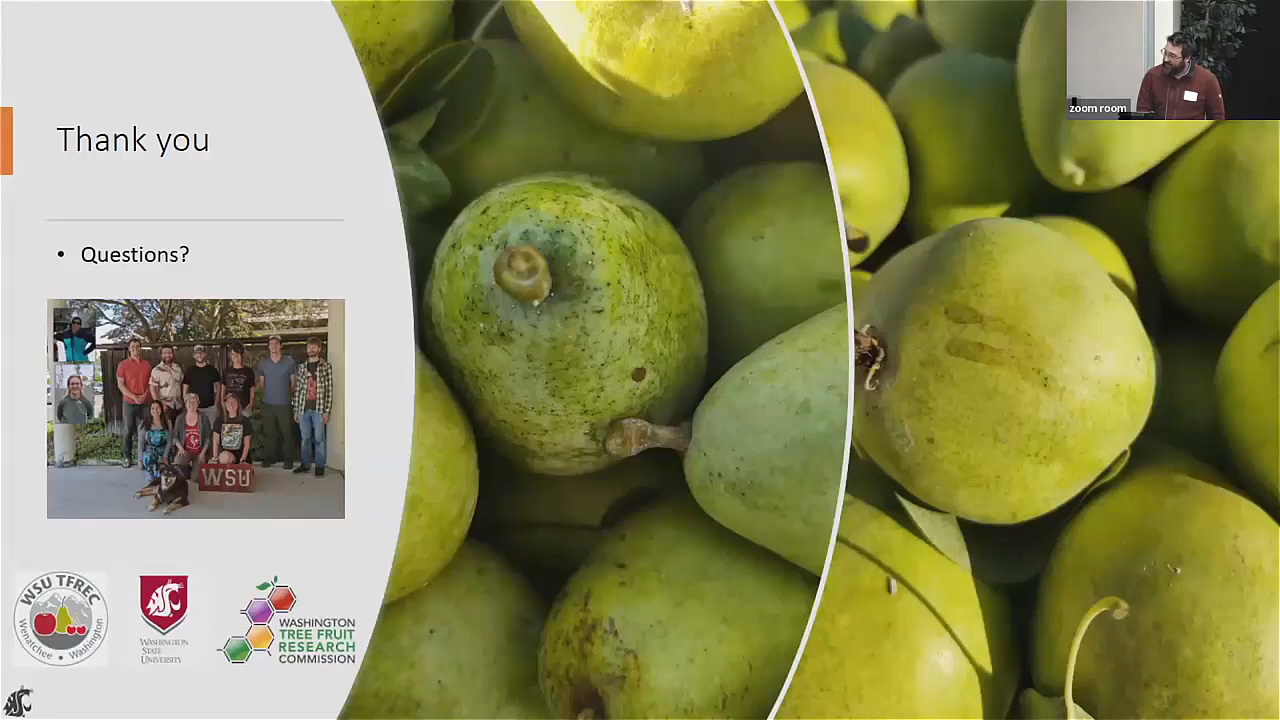 Thank you
• Questions?
WSU
WSU TFREC
Wenatchee • Washington
WASHINGTON STATE
UNIVERSITY
WASHINGTON
TREE FRUIT
RESEARCH
COMMISSION
zoom room